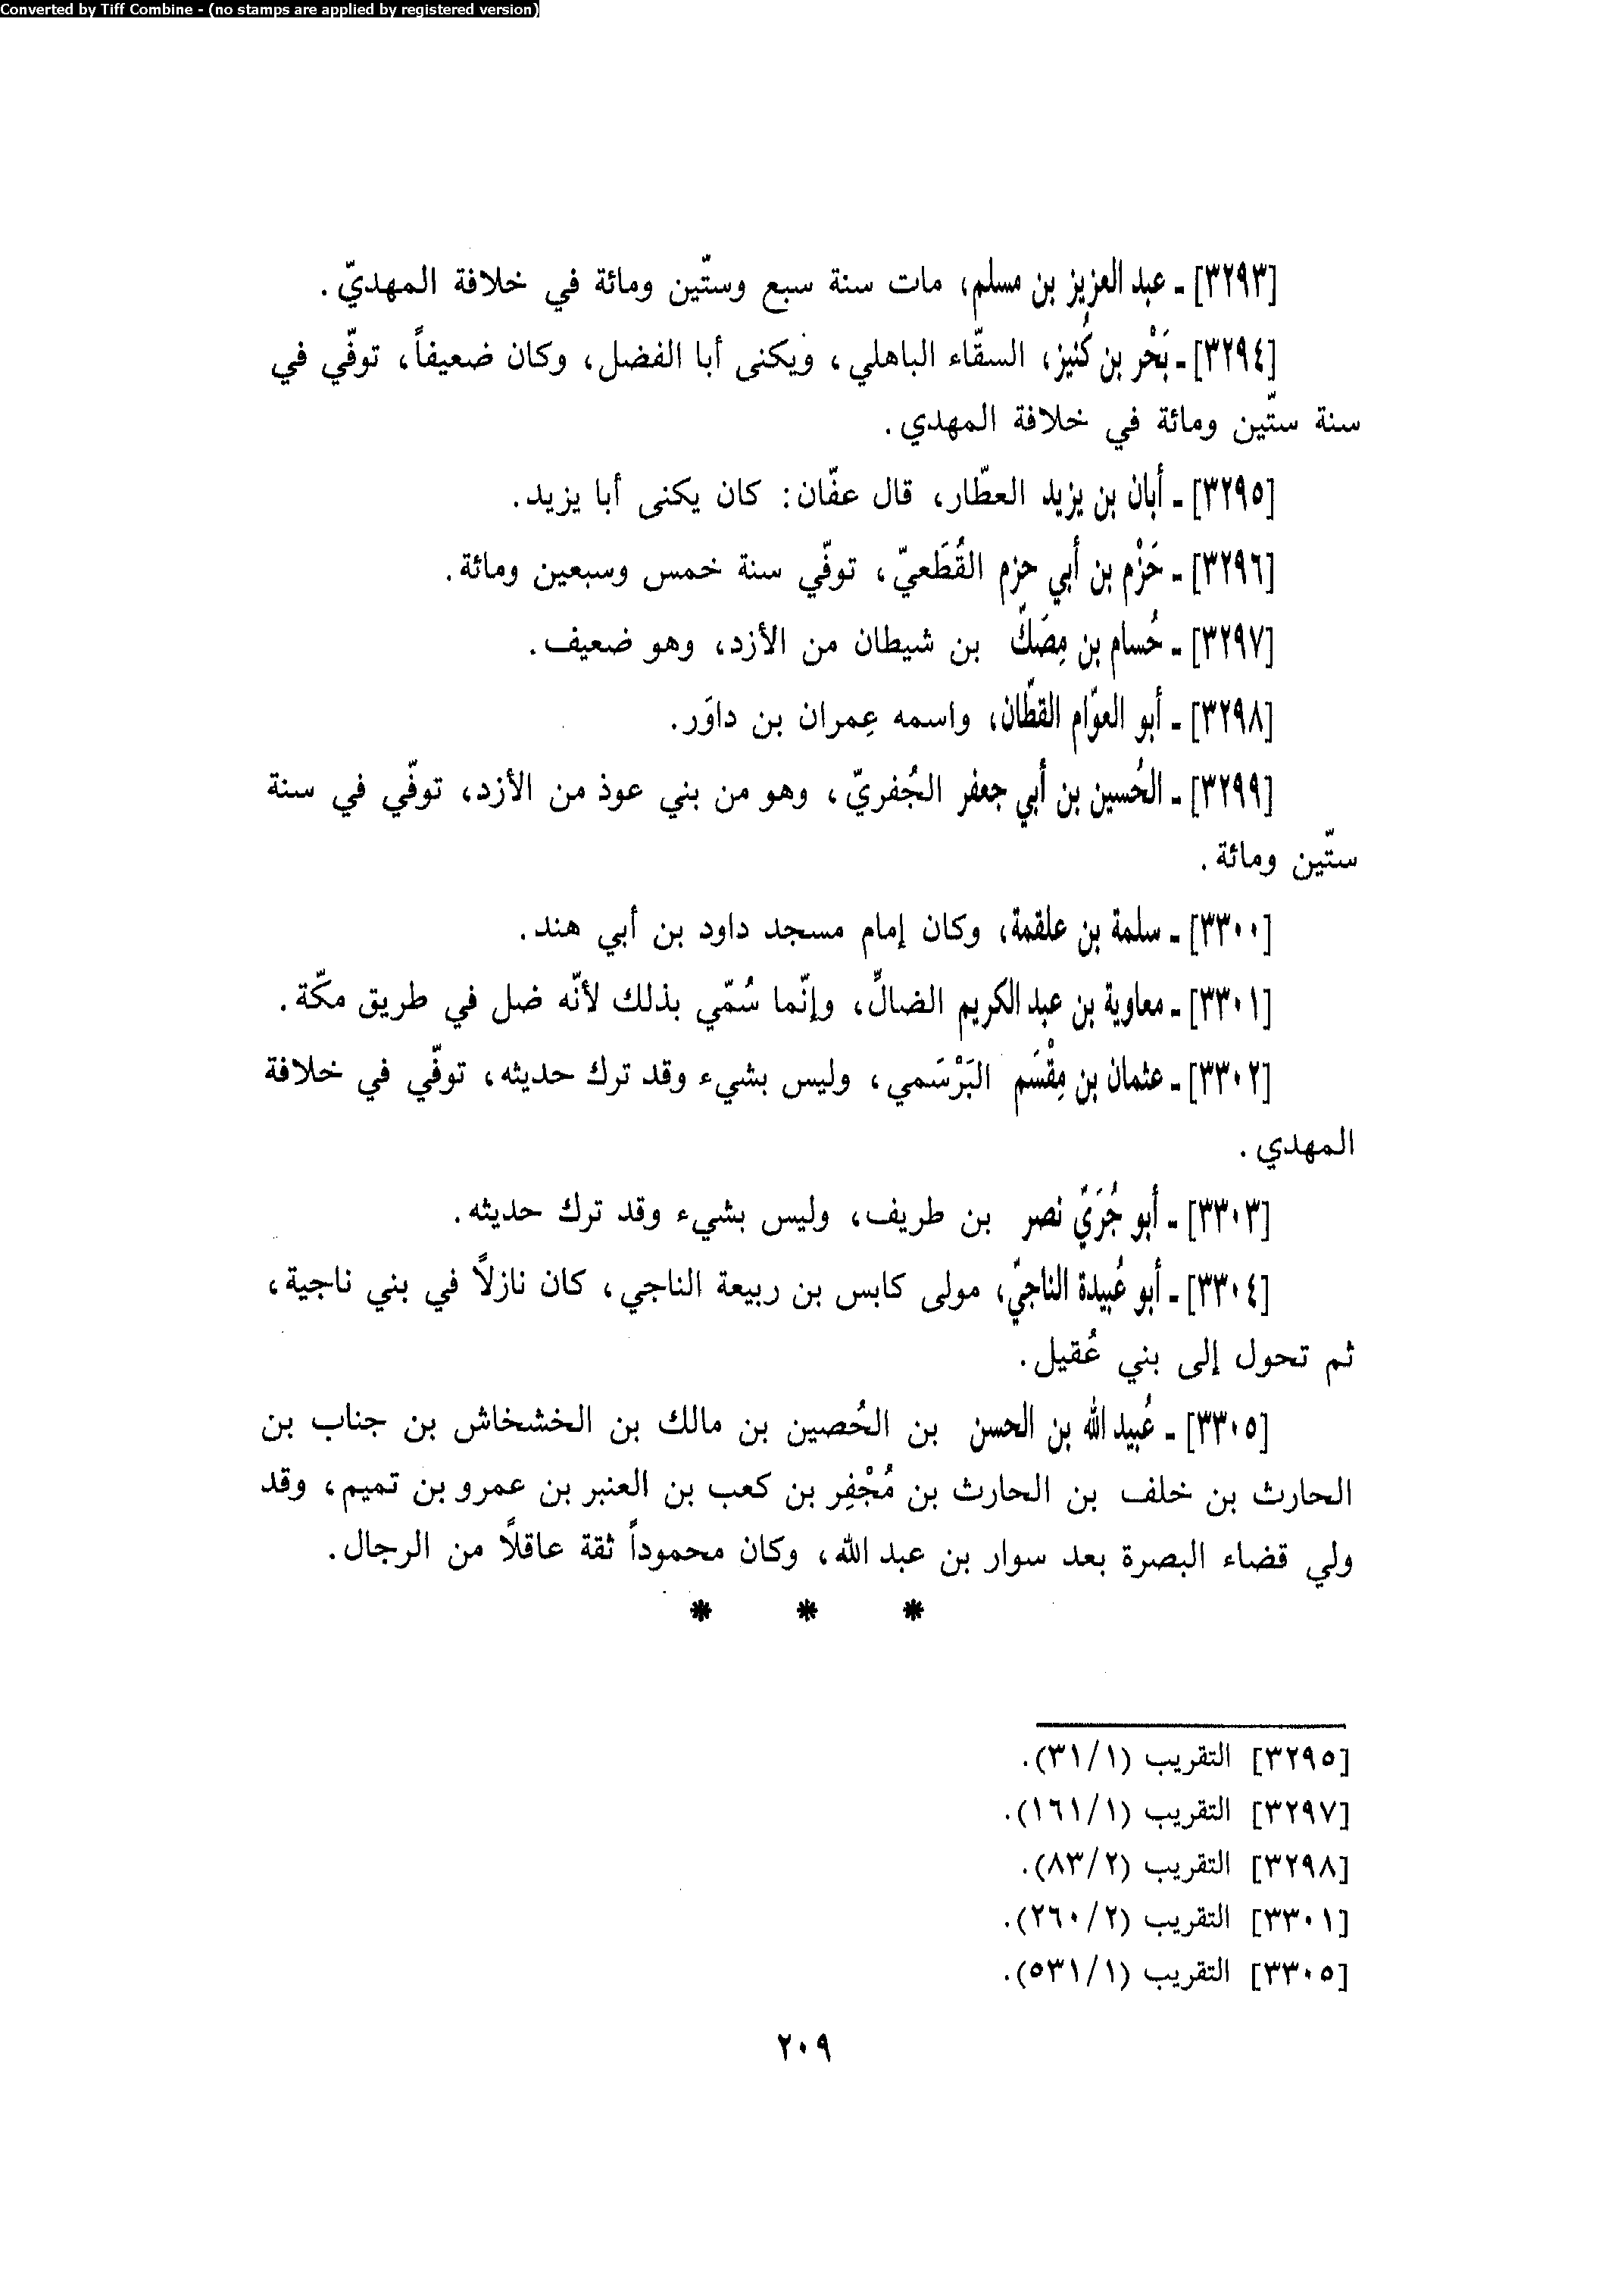 Converted by Tiff Combine - (no stamps are applied by registered version)
[٣٢٩٣] ـ عبد العزيز بن مسلم، مات سنة سبع وستّين ومائة في خلافة المهديّ.
[٣٢٩٤] ـ بَحْر بن كُنيز، السقّاء الباهلي، ويكنى أبا الفضل، وكان ضعيفاً، توفّي في
سنة ستّين ومائة في خلافة المهدي.
[٣٢٩٥] ـ أبان بن يزيد العطّار، قال عفّان: كان يكنى أبا يزيد.
[٣٢٩٦] ـ حَزْم بن أبي حزم القُطَعيّ، توفّي سنة خمس وسبعين ومائة.
[٣٢٩٧] ـ حُسام بن مِصَكّ بن شيطان من الأزد، وهو ضعيف.
[٣٢٩٨] ـ أبو العوّام القطّان، واسمه عِمران بن داوَر.
[٣٢٩٩] ـ الحُسين بن أبي جعفر الجُفريّ، وهو من بني عوذ من الأزد، توفّي في سنة
ستّين ومائة.
[٣٣٠٠] ـ سلمة بن علقمة، وكان إمام مسجد داود بن أبي هند.
[٣٣٠١] ـ معاوية بن عبد الكريم الضالّ، وإنّما سُمّي بذلك لأنّه ضل في طريق مكّة.
[٣٣٠٢] ـ عثمان بن مِقْسَم البَرْسَمي، وليس بشيء وقد ترك حديثه، توفّي في خلافة
المهدي.
[٣٣٠٣] ـ أبو جُرَيّ نصر بن طريف، وليس بشيء وقد ترك حديثه.
[٣٣٠٤] ـ أبو عُبيدة الناجيّ، مولى كابس بن ربيعة الناجي، كان نازلاً في بني ناجية،
ثم تحول إلى بني عُقيل.
[٣٣٠٥] ـ عُبيد الله بن الحسن بن الحُصين بن مالك بن الخشخاش بن جناب بن
الحارث بن خلف بن الحارث بن مُجْفِر بن كعب بن العنبر بن عمرو بن تميم، وقد
ولي قضاء البصرة بعد سوار بن عبد الله، وكان محموداً ثقة عاقلاً من الرجال.
* * *
[٣٢٩٥] التقريب (٣١/١).
[٣٢٩٧] التقريب (١٦١/١).
[٣٢٩٨] التقريب (٨٣/٢).
[٣٣٠١] التقريب (٢٦٠/٢).
[٣٣٠٥] التقريب (٥٣١/١).
٢٠٩